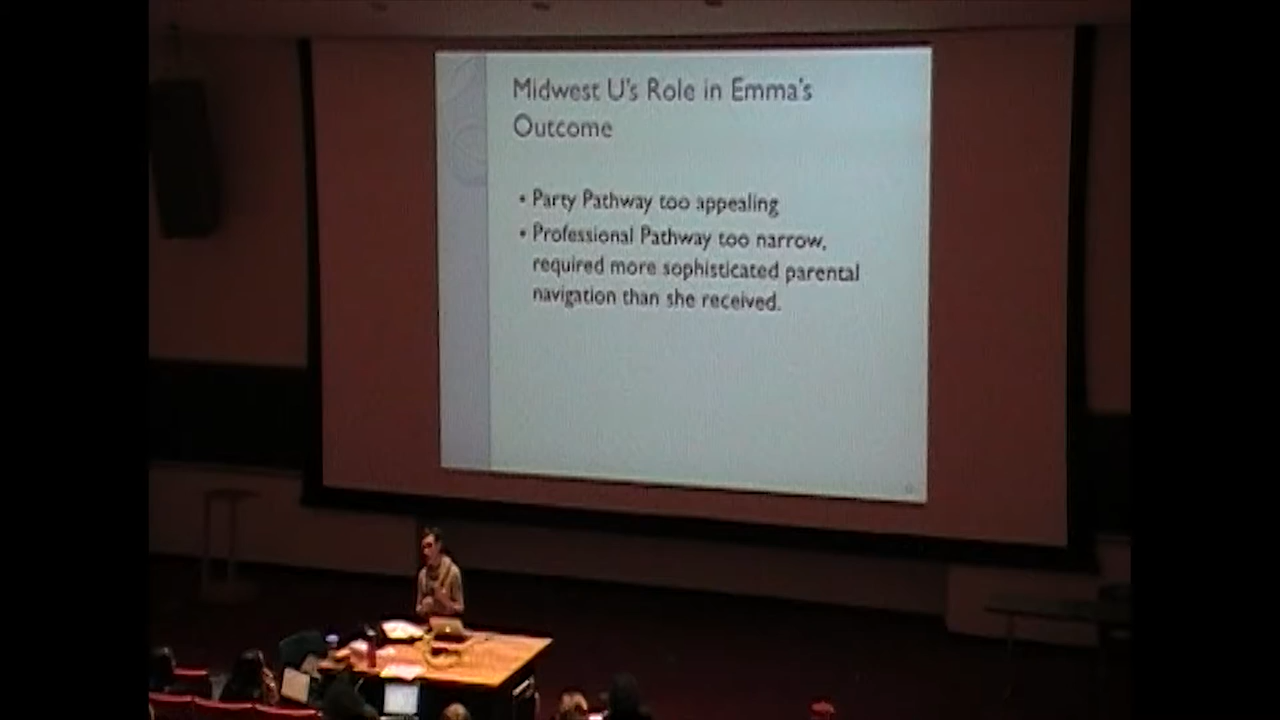 Midwest U's Role in Emma's
Outcome
• Party Pathway too appealing
• Professional Pathway too narrow,
required more sophisticated parental
navigation than she received.